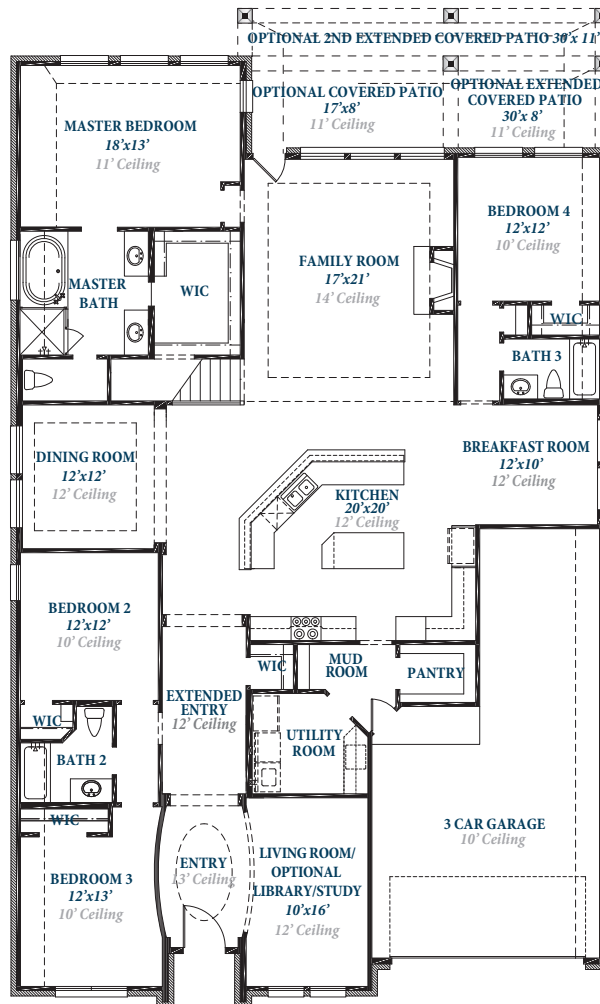 OPTIONAL 2ND EXTENDED COVERED PATIO 30'x 11'
OPTIONAL COVERED PATIO
17'x8'
11' Ceiling
OPTIONAL EXTENDED
COVERED PATIO
30'x 8'
11' Ceiling
MASTER BEDROOM
18'x13'
11' Ceiling
BEDROOM 4
12'x12'
10' Ceiling
FAMILY ROOM
17'x21'
14' Ceiling
MASTER
BATH
WIC
WIC
BATH 3
DINING ROOM
12'x12'
12' Ceiling
BREAKFAST ROOM
12'x10'
12' Ceiling
KITCHEN
20'x20'
12' Ceiling
BEDROOM 2
12'x12'
10' Ceiling
WIC
MUD
ROOM
PANTRY
EXTENDED
ENTRY
12' Ceiling
WIC
BATH 2
UTILITY
ROOM
WIC
3 CAR GARAGE
10' Ceiling
BEDROOM 3
12'x13'
10' Ceiling
ENTRY
13' Ceiling
LIVING ROOM/
OPTIONAL
LIBRARY/STUDY
10'x16'
12' Ceiling